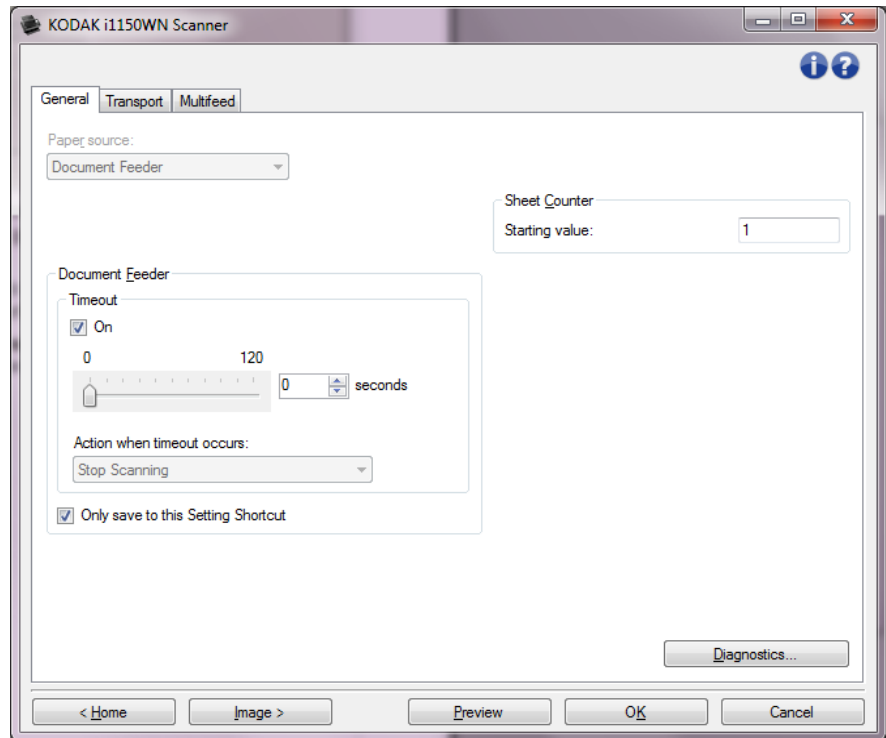 KODAK i1150WN Scanner
General Transport Multifeed
Paper source:
Document Feeder
Sheet Counter
Starting value: 1
Document Feeder
Timeout
On
0 120
0 seconds
Action when timeout occurs:
Stop Scanning
Only save to this Setting Shortcut
Diagnostics...
< Home Image > Preview OK Cancel